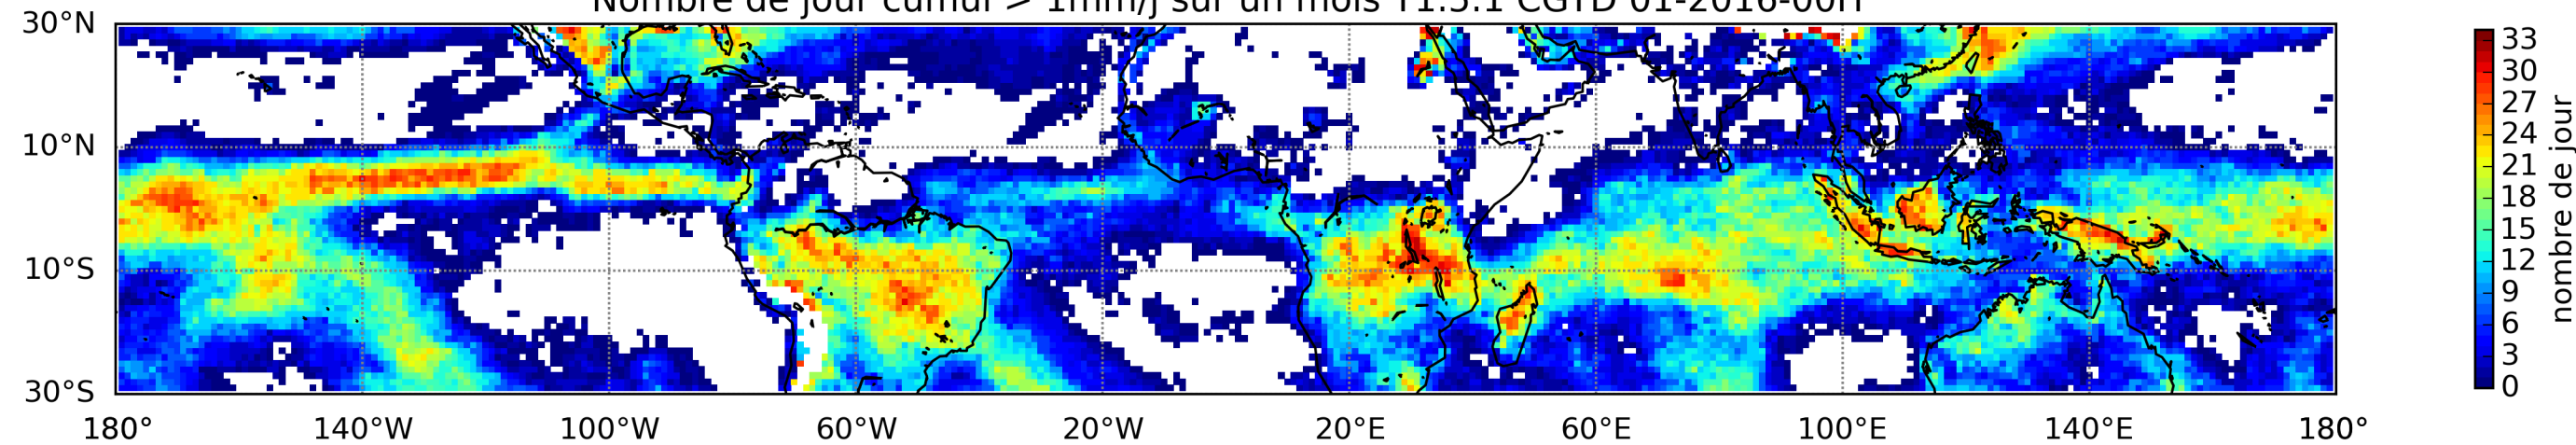 Nombre de jour cumul > 1mm/j sur un mois T1.5.1 CGTD 01-2016-00H
30°N
10°N
10°S
30°S
180° 140°W 100°W 60°W 20°W 20°E 60°E 100°E 140°E 180°
33
30
27
24
21
18
15
12
9
6
3
0
nombre de jour